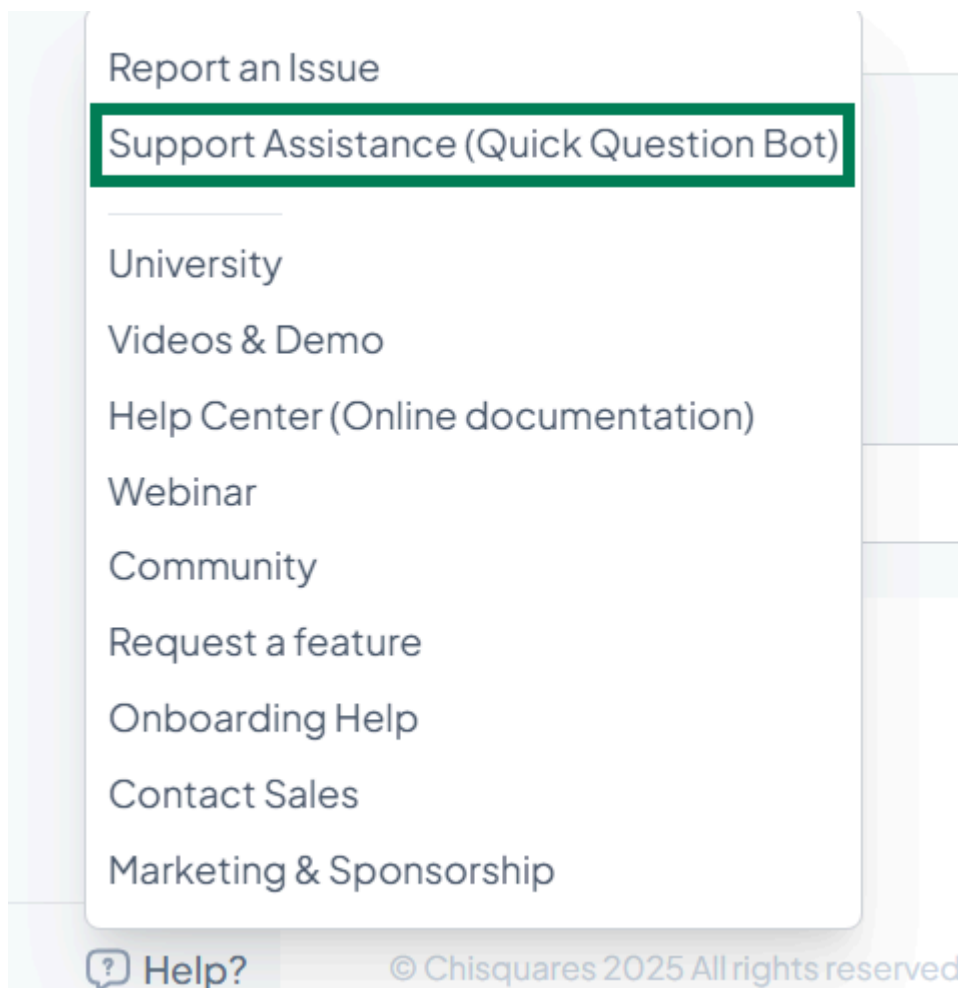 Report an Issue
Support Assistance (Quick Question Bot)
University
Videos & Demo
Help Center (Online documentation)
Webinar
Community
Request a feature
Onboarding Help
Contact Sales
Marketing & Sponsorship
Help?
© Chisquares 2025 All rights reserved